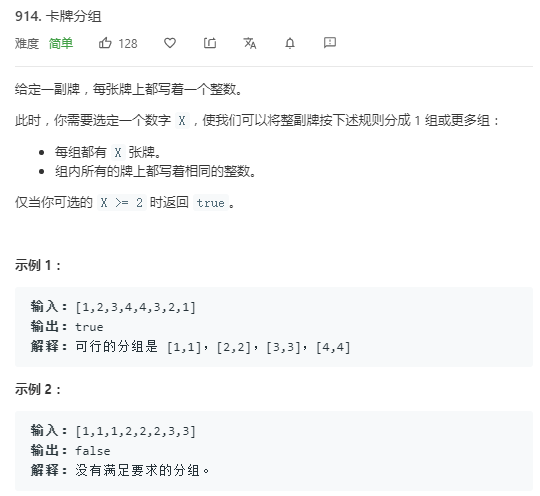 914. 卡牌分组
难度 简单 128
给定一副牌，每张牌上都写着一个整数。
此时，你需要选定一个数字 X，使我们可以将整副牌按下述规则分成 1 组或更多组：
每组都有 X 张牌。
组内所有的牌上都写着相同的整数。
仅当你可选的 X >= 2 时返回 true。
示例 1：
输入：[1,2,3,4,4,3,2,1]
输出：true
解释：可行的分组是 [1,1]，[2,2]，[3,3]，[4,4]
示例 2：
输入：[1,1,1,2,2,2,3,3]
输出：false
解释：没有满足要求的分组。